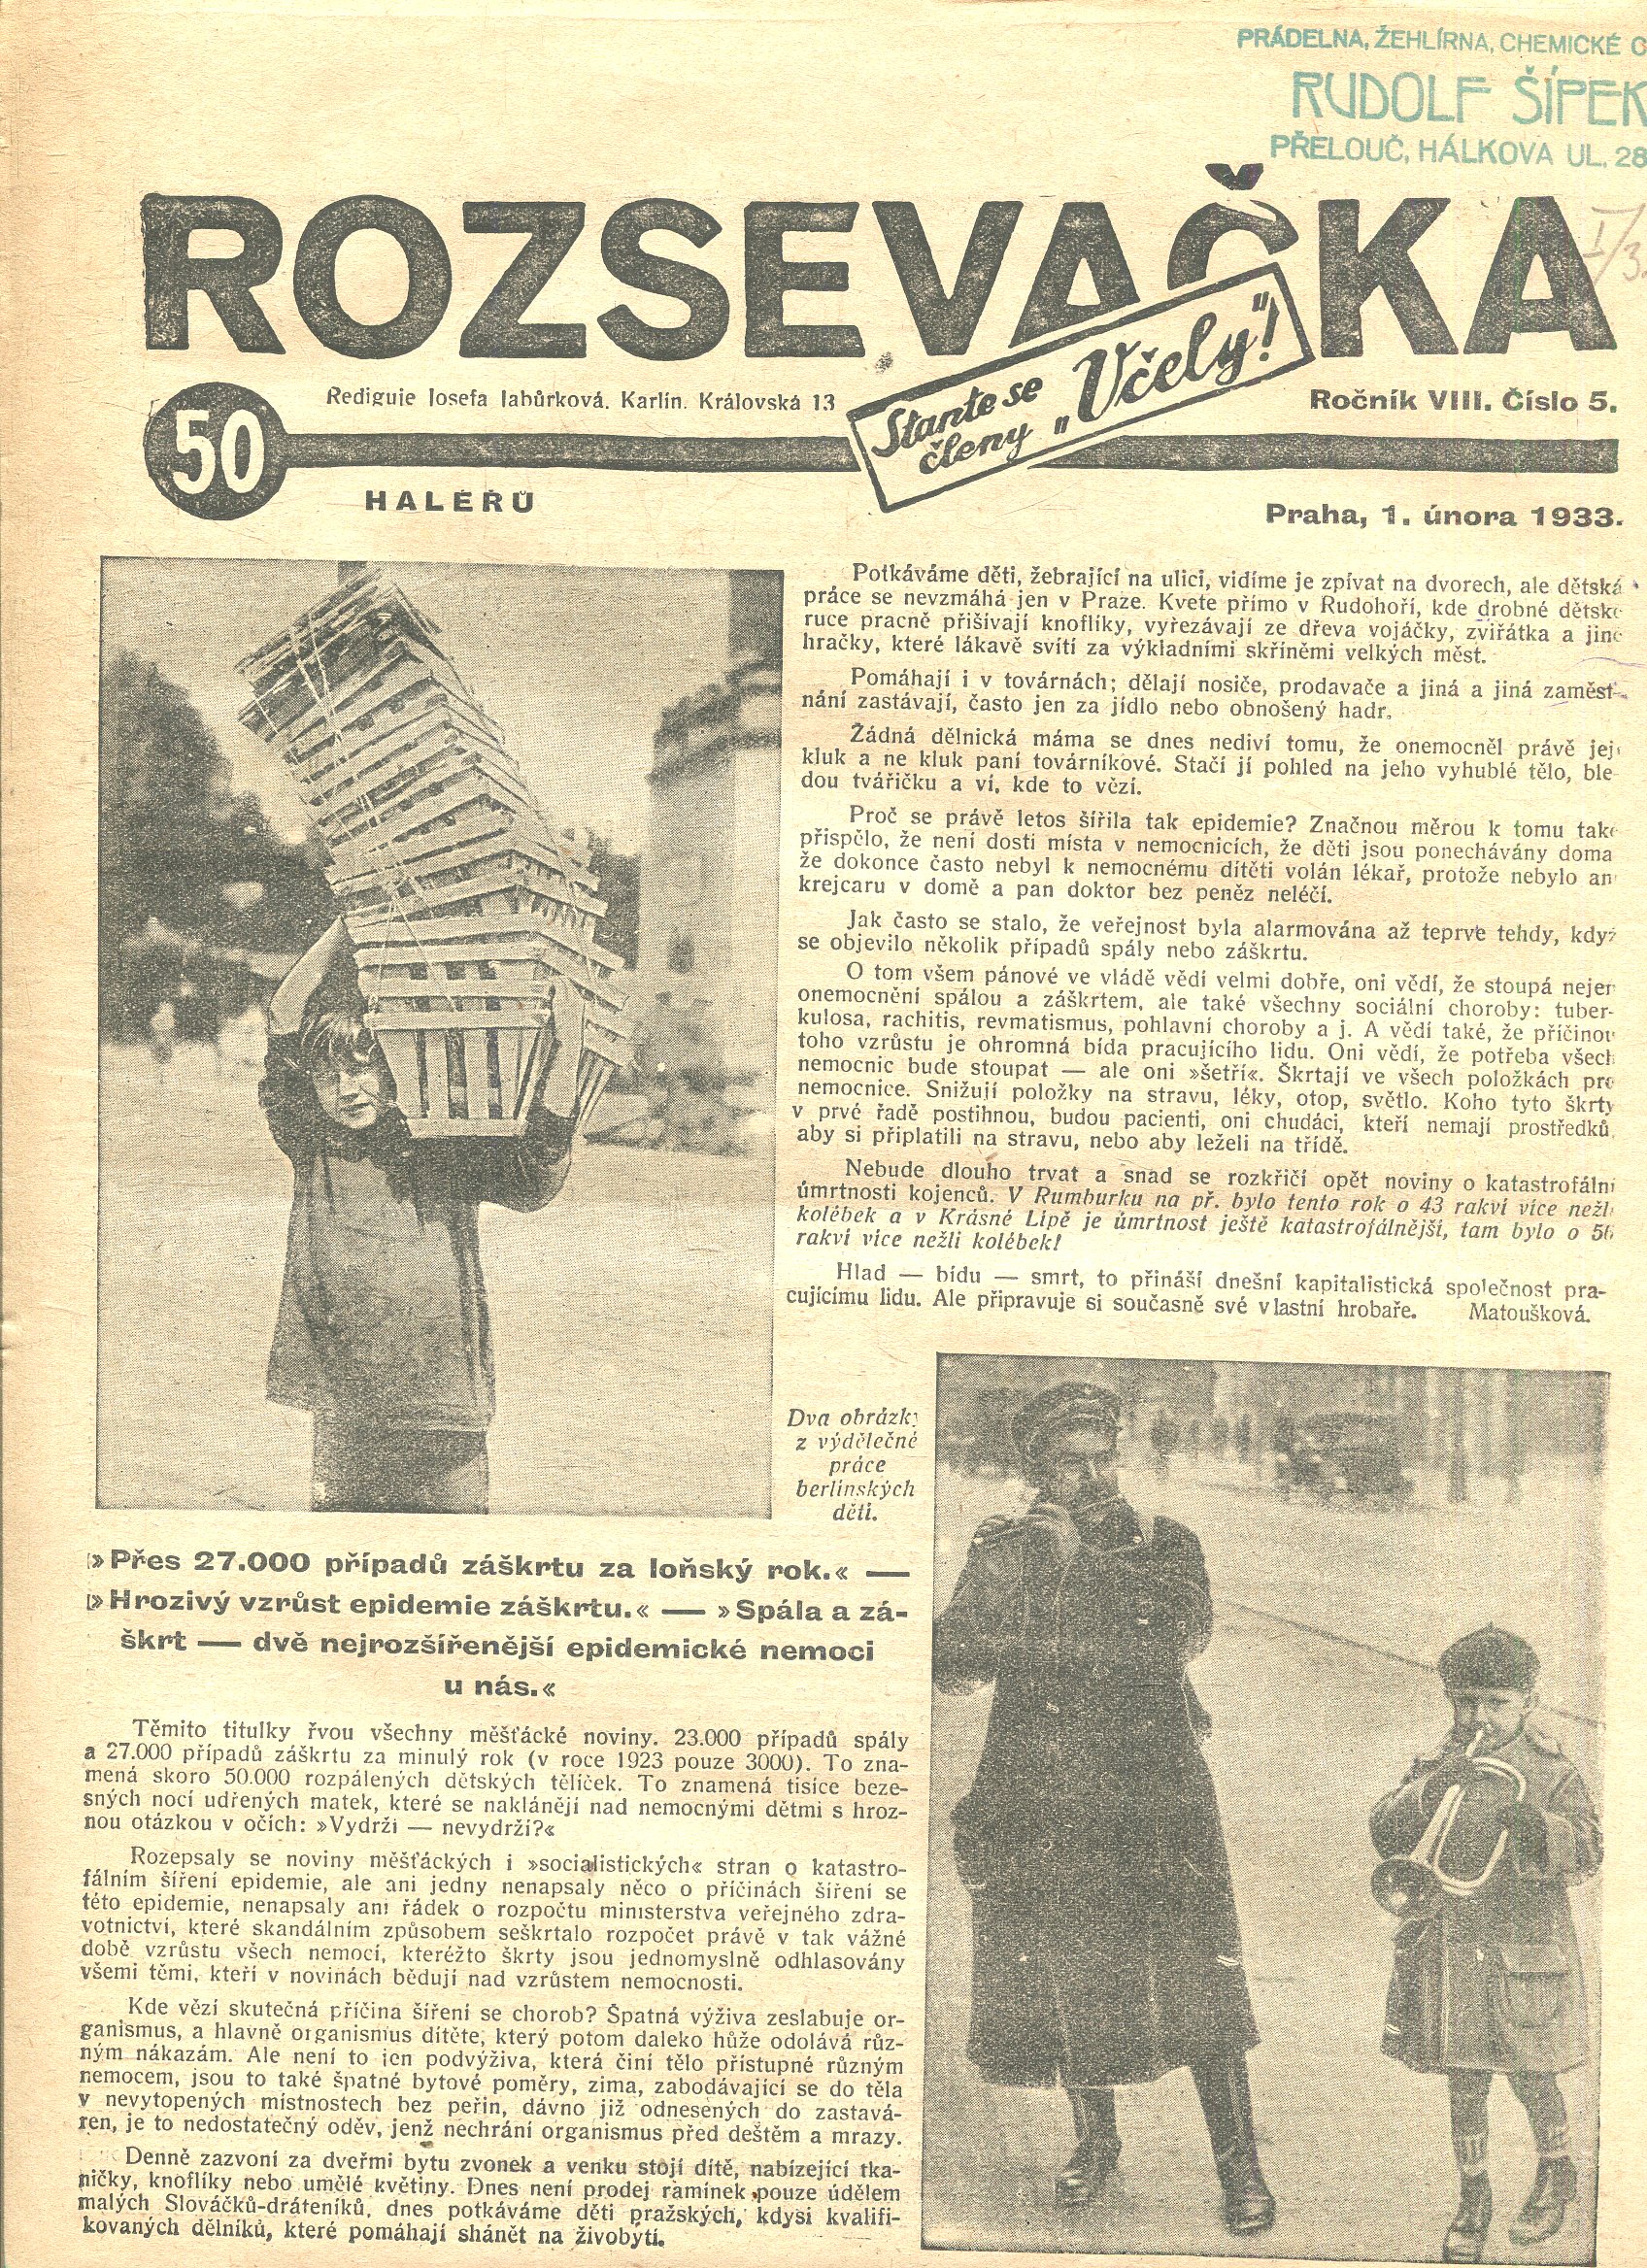 PRÁDELNA, ŽEHLÍRNA, CHEMICKÉ
RUDOLF ŠÍPEK
PŘELOUČ, HÁLKOVA UL. 28
ROZSEVAČKA
Rediguje Josefa Jabůrková. Karlín. Královská 13
Staňte se
členy „Včely"!
Ročník VIII. Číslo 5.
50
HALÉŘŮ
Praha, 1. února 1933.
Potkáváme děti, žebrající na ulici, vidíme je zpívat na dvorech, ale dětská
práce se nevzmáhá jen v Praze. Kvete přímo v Rudohoří, kde drobné dětské
ruce pracně přišívají knoflíky, vyřezávají ze dřeva vojáčky, zvířátka a jiné
hračky, které lákavě svítí za výkladními skříněmi velkých měst.
Pomáhají i v továrnách; dělají nosiče, prodavače a jiná a jiná zaměst-
nání zastávají, často jen za jídlo nebo obnošený hadr.
Žádná dělnická máma se dnes nediví tomu, že onemocněl právě její
kluk a ne kluk paní továrníkové. Stačí jí pohled na jeho vyhublé tělo, ble-
dou tvářičku a ví, kde to vězí.
Proč se právě letos šířila tak epidemie? Značnou měrou k tomu také
přispělo, že není dosti místa v nemocnicích, že děti jsou ponechávány doma
že dokonce často nebyl k nemocnému dítěti volán lékař, protože nebylo ani
krejcaru v domě a pan doktor bez peněz neléčí.
Jak často se stalo, že veřejnost byla alarmována až teprve tehdy, když
se objevilo několik případů spály nebo záškrtu.
O tom všem pánové ve vládě vědí velmi dobře, oni vědí, že stoupá nejen
onemocnění spálou a záškrtem, ale také všechny sociální choroby: tuber-
kulosa, rachitis, revmatismus, pohlavní choroby a j. A vědí také, že příčinou
toho vzrůstu je ohromná bída pracujícího lidu. Oni vědí, že potřeba všech
nemocnic bude stoupat — ale oni »šetří«. Škrtají ve všech položkách pro
nemocnice. Snižují položky na stravu, léky, otop, světlo. Koho tyto škrty
v prvé řadě postihnou, budou pacienti, oni chudáci, kteří nemají prostředků,
aby si připlatili na stravu, nebo aby leželi na třídě.
Nebude dlouho trvat a snad se rozkřičí opět noviny o katastrofální
úmrtnosti kojenců. V Rumburku na př. bylo tento rok o 43 rakví více nežli
kolébek a v Krásné Lípě je úmrtnost ještě katastrofálnější, tam bylo o 56
rakví více nežli kolébek!
Hlad — bídu — smrt, to přináší dnešní kapitalistická společnost pra-
cujícímu lidu. Ale připravuje si současně své vlastní hrobaře. Matoušková.
Dva obrázky
z výdělečné
práce
berlínských
dětí.
»Přes 27.000 případů záškrtu za loňský rok.« —
»Hrozivý vzrůst epidemie záškrtu.« — »Spála a zá-
škrt — dvě nejrozšířenější epidemické nemoci
u nás.«
Těmito titulky řvou všechny měšťácké noviny. 23.000 případů spály
a 27.000 případů záškrtu za minulý rok (v roce 1923 pouze 3000). To zna-
mená skoro 50.000 rozpálených dětských tělíček. To znamená tisíce beze-
sných nocí udřených matek, které se naklánějí nad nemocnými dětmi s hroz-
nou otázkou v očích: »Vydrží — nevydrží?«
Rozepsaly se noviny měšťáckých i »socialistických« stran o katastro-
fálním šíření epidemie, ale ani jedny nenapsaly něco o příčinách šíření se
této epidemie, nenapsaly ani řádek o rozpočtu ministerstva veřejného zdra-
votnictví, které skandálním způsobem seškrtalo rozpočet právě v tak vážné
době vzrůstu všech nemocí, kteréžto škrty jsou jednomyslně odhlasovány
všemi těmi, kteří v novinách bědují nad vzrůstem nemocnosti.
Kde vězí skutečná příčina šíření se chorob? Špatná výživa zeslabuje or-
ganismus, a hlavně organismus dítěte, který potom daleko hůře odolává růz-
ným nákazám. Ale není to jen podvýživa, která činí tělo přístupné různým
nemocem, jsou to také špatné bytové poměry, zima, zabodávající se do těla
v nevytopených místnostech bez peřin, dávno již odnesených do zastavá-
ren, je to nedostatečný oděv, jenž nechrání organismus před deštěm a mrazy.
Denně zazvoní za dveřmi bytu zvonek a venku stojí dítě, nabízející tka-
ničky, knoflíky nebo umělé květiny. Dnes není prodej ramínek pouze údělem
malých Slováčků-dráteníků, dnes potkáváme děti pražských, kdysi kvalifi-
kovaných dělníků, které pomáhají shánět na živobytí.